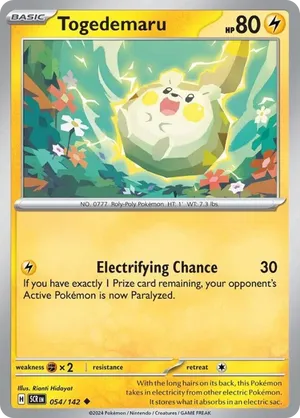 BASIC
Togedemaru
HP 80
NO. 0777 Roly-Poly Pokémon HT: 1' WT: 7.3 lbs.
Electrifying Chance 30
If you have exactly 1 Prize card remaining, your opponent's
Active Pokémon is now Paralyzed.
weakness ×2 resistance retreat
Illus. Rianti Hidayat
H SCR EN 054/142
With the long hairs on its back, this Pokémon
takes in electricity from other electric Pokémon.
It stores what it absorbs in an electric sac.
©2024 Pokémon / Nintendo / Creatures / GAME FREAK